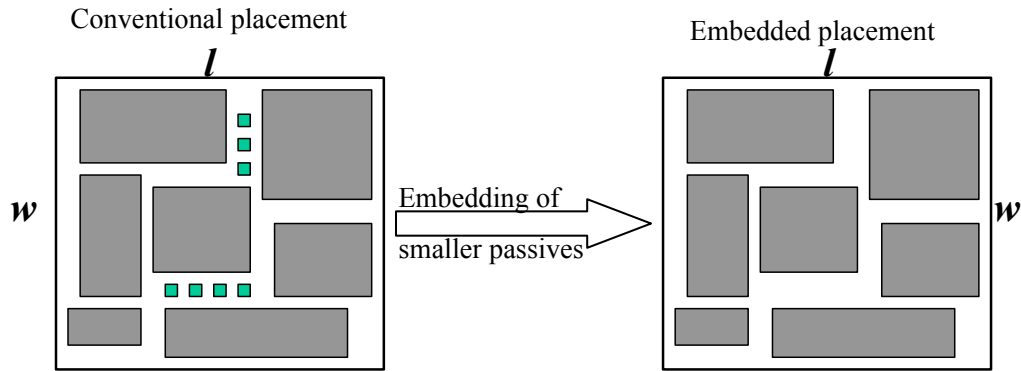 Conventional placement
l
Embedded placement
l
w
Embedding of
smaller passives
w